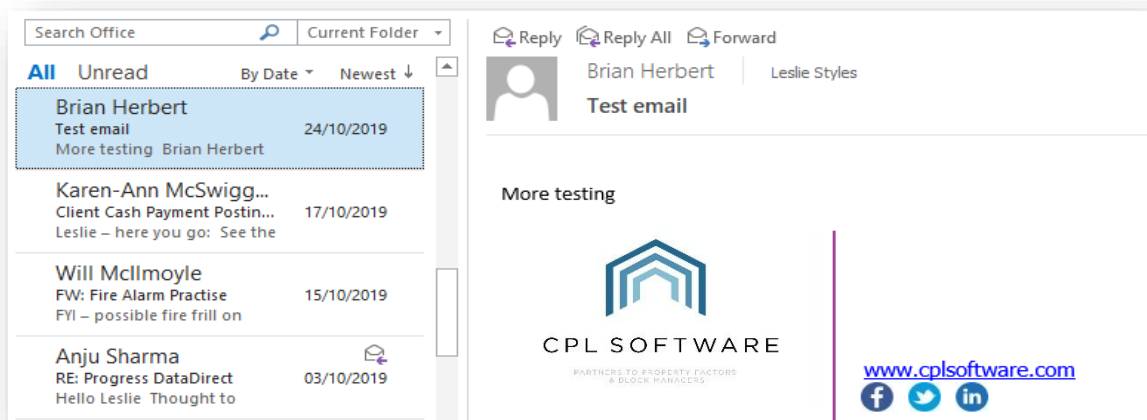 Search Office
Current Folder
All Unread By Date Newest ↓
Brian Herbert
Test email 24/10/2019
More testing Brian Herbert
Karen-Ann McSwigg...
Client Cash Payment Postin... 17/10/2019
Leslie – here you go: See the
Will McIlmoyle
FW: Fire Alarm Practise 15/10/2019
FYI – possible fire frill on
Anju Sharma
RE: Progress DataDirect 03/10/2019
Hello Leslie Thought to
Reply Reply All Forward
Brian Herbert Leslie Styles
Test email
More testing
CPL SOFTWARE
PARTNERS TO PROPERTY FACTORS
& BLOCK MANAGERS
www.cplsoftware.com
f
in